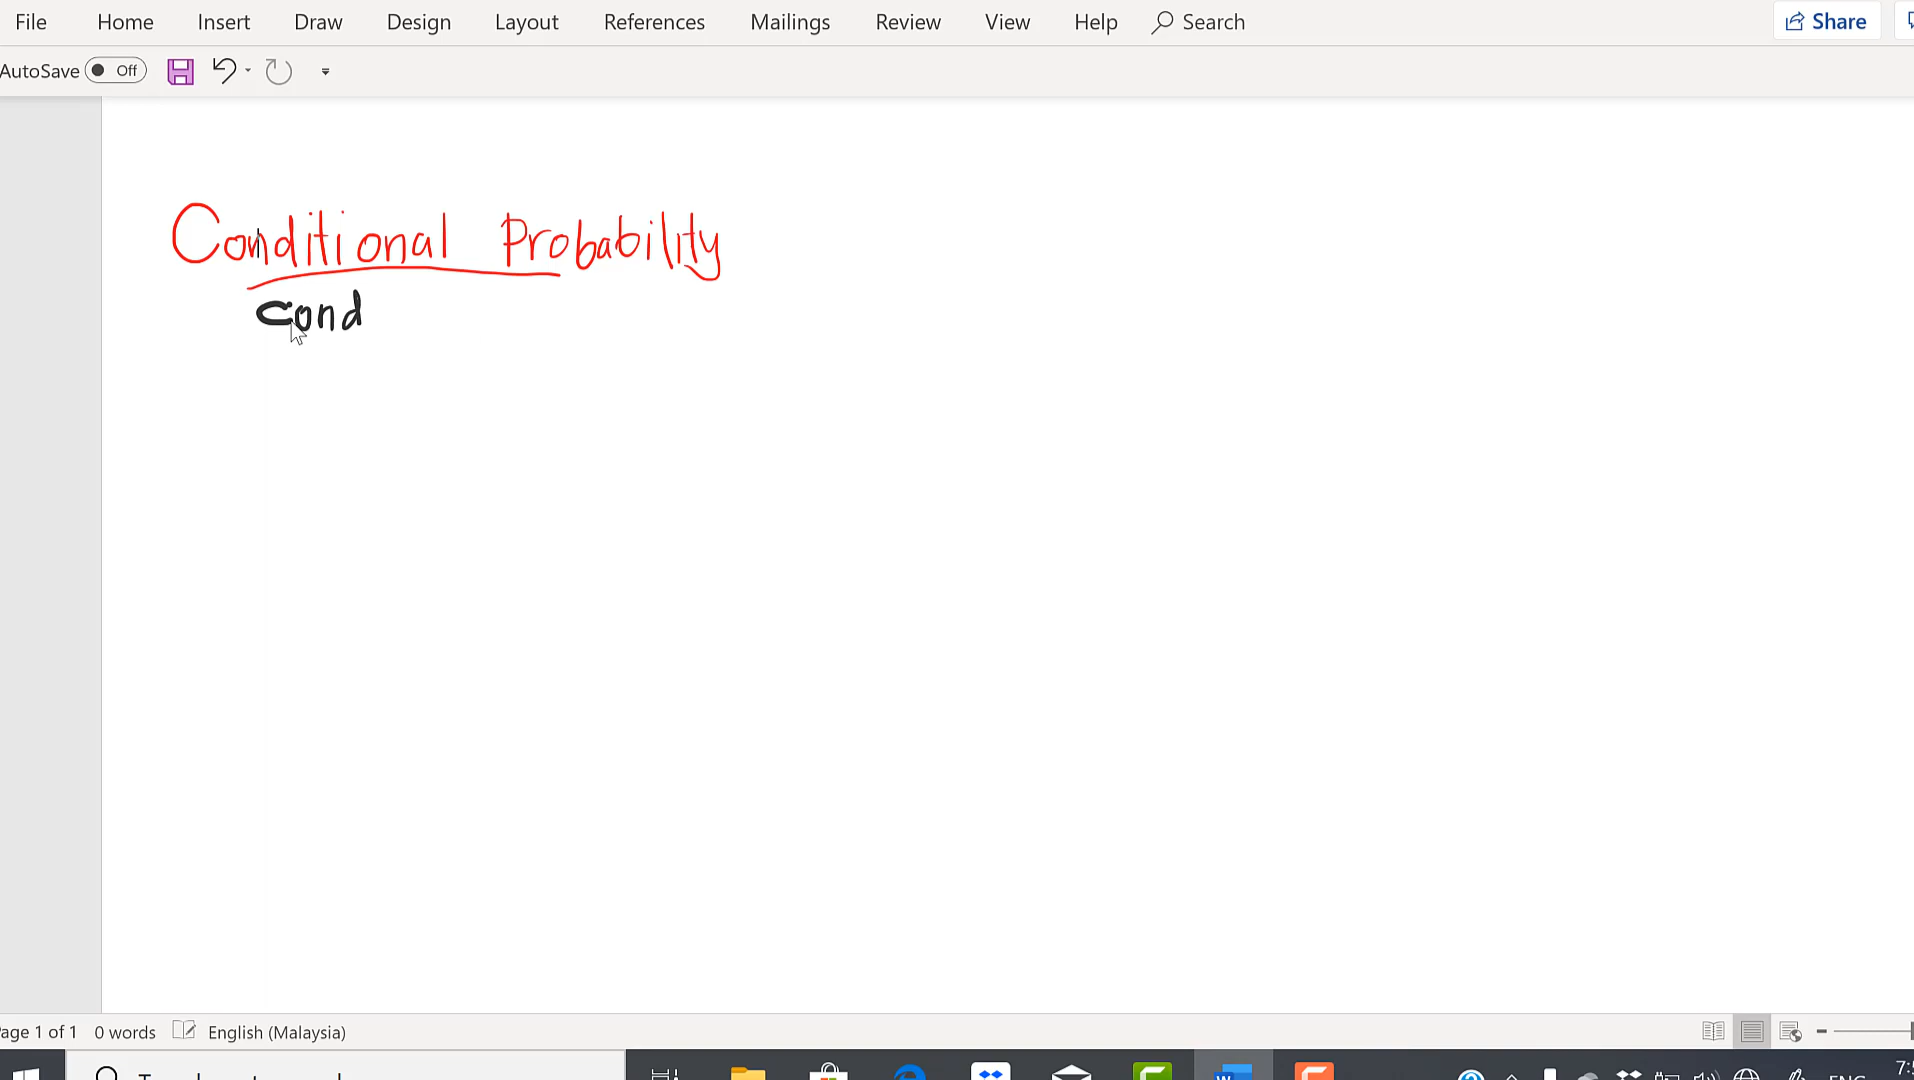 File Home Insert Draw Design Layout References Mailings Review View Help Search Share
AutoSave Off
Conditional Probability
cond
age 1 of 1 0 words English (Malaysia)